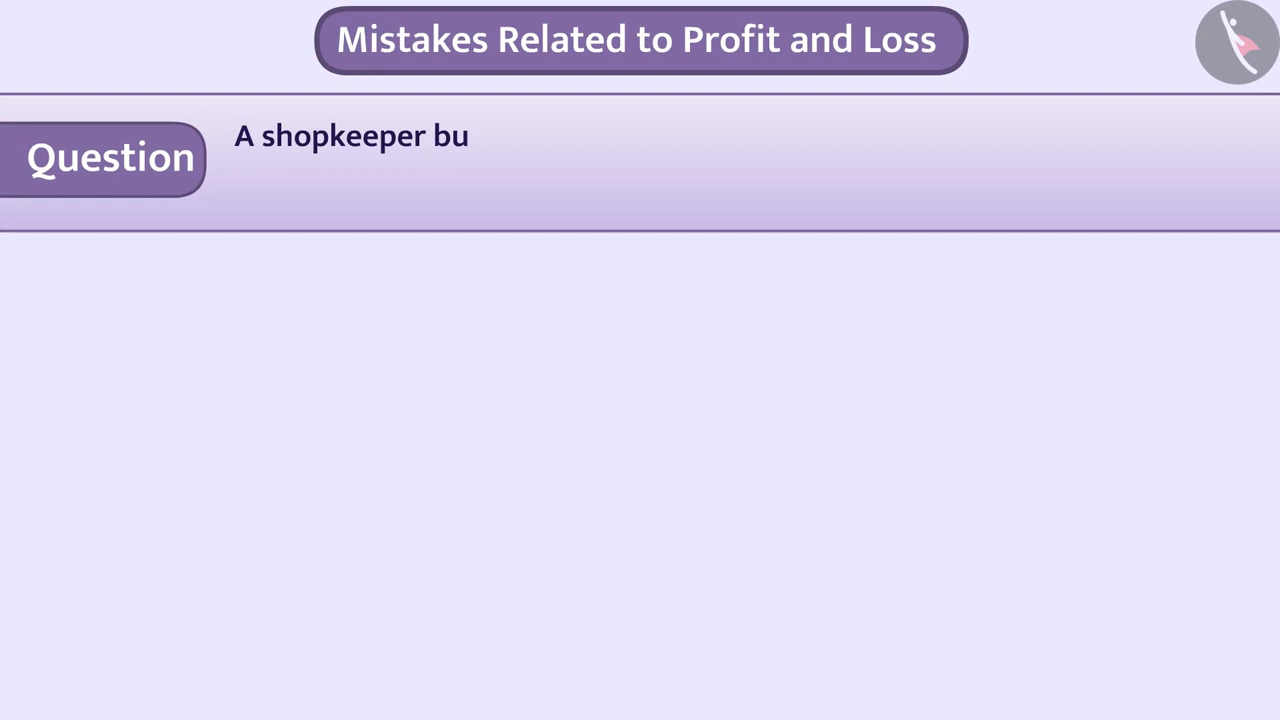 Mistakes Related to Profit and Loss
Question
A shopkeeper bu